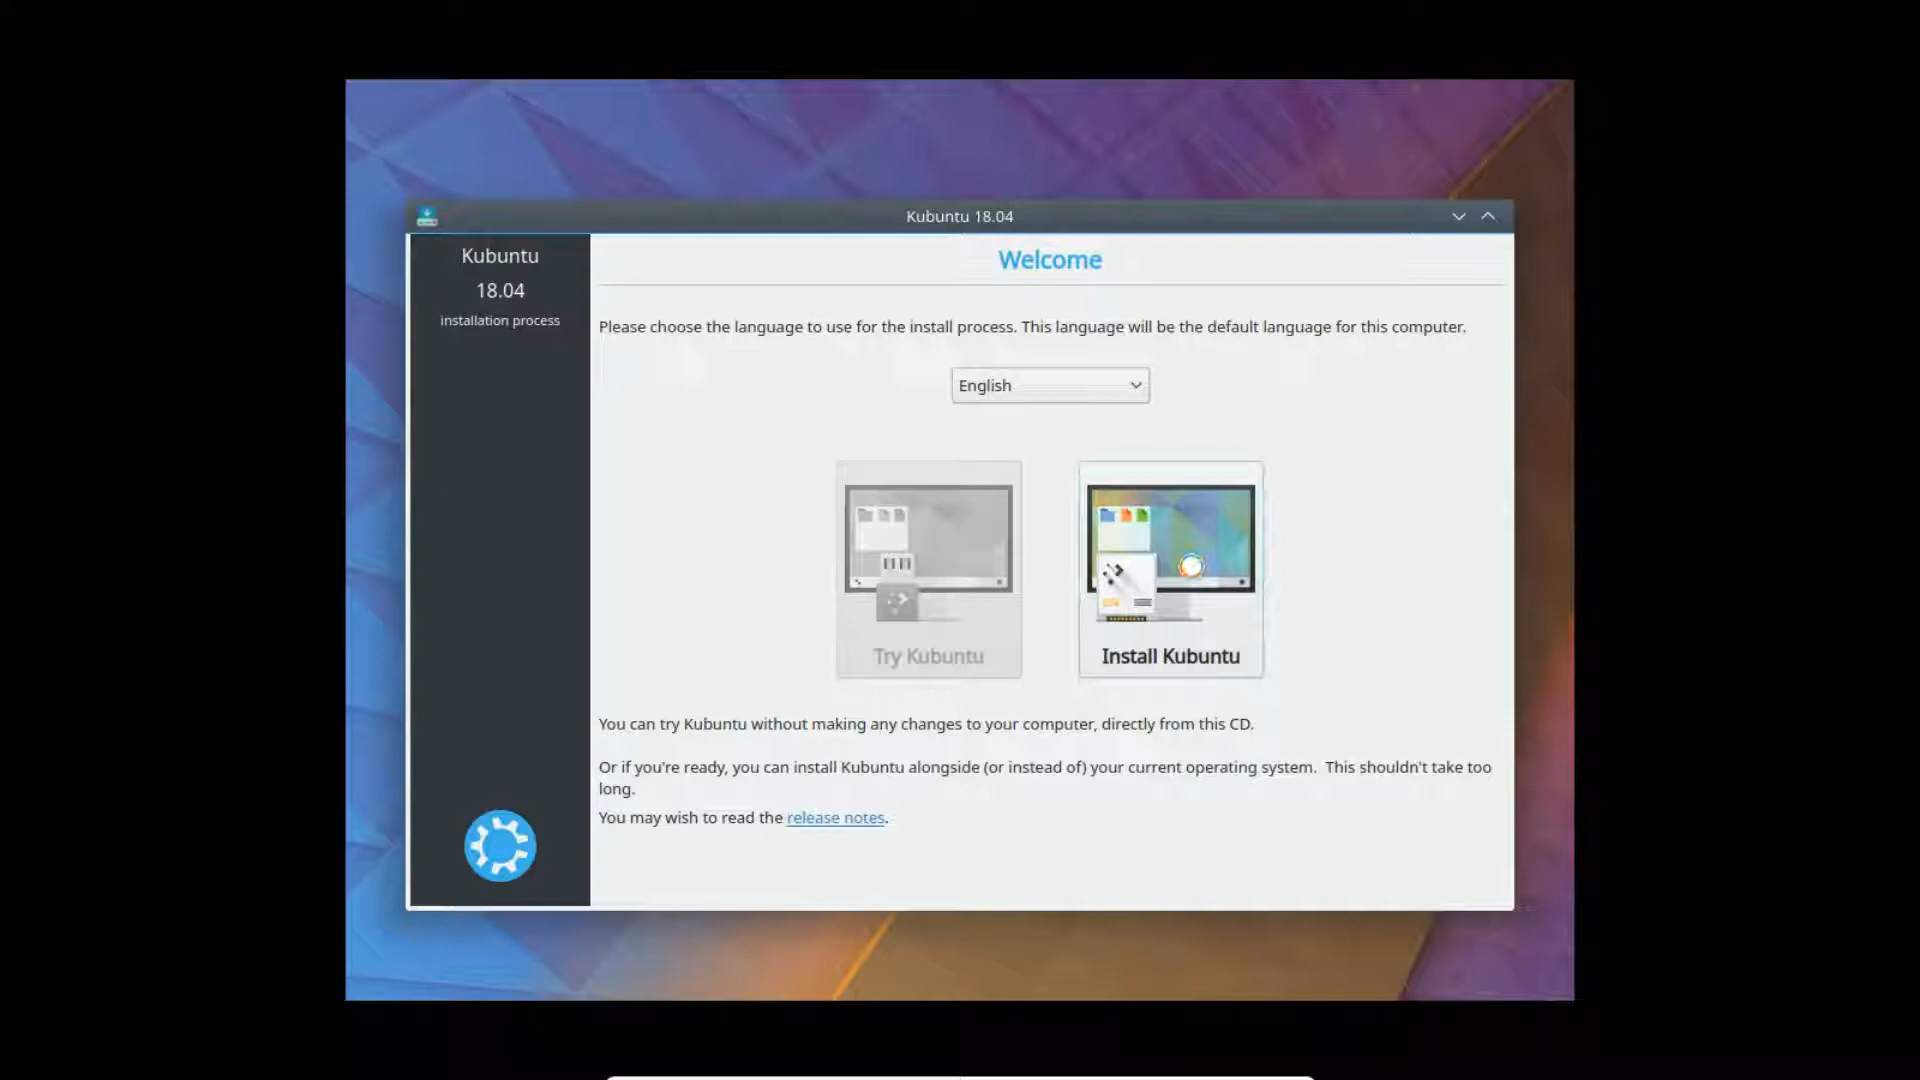 Kubuntu 18.04
Kubuntu
18.04
installation process
Welcome
Please choose the language to use for the install process. This language will be the default language for this computer.
English
Try Kubuntu
Install Kubuntu
You can try Kubuntu without making any changes to your computer, directly from this CD.
Or if you're ready, you can install Kubuntu alongside (or instead of) your current operating system.  This shouldn't take too
long.
You may wish to read the release notes.